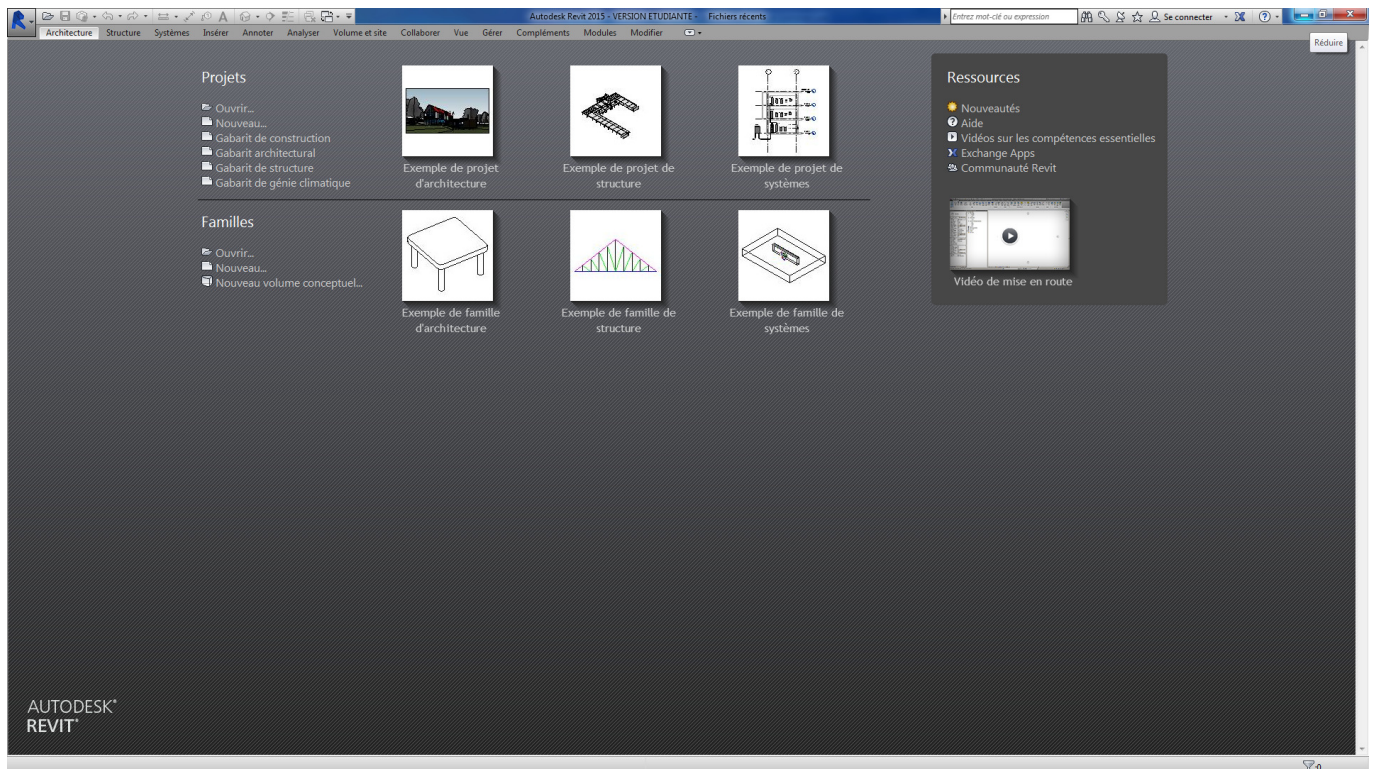 Autodesk Revit 2015 - VERSION ETUDIANTE - Fichiers récents
Entrez mot-clé ou expression
Se connecter
Architecture Structure Systèmes Insérer Annoter Analyser Volume et site Collaborer Vue Gérer Compléments Modules Modifier
Réduire
Projets
Ouvrir...
Nouveau...
Gabarit de construction
Gabarit architectural
Gabarit de structure
Gabarit de génie climatique
Exemple de projet
d'architecture
Exemple de projet de
structure
Exemple de projet de
systèmes
Familles
Ouvrir...
Nouveau...
Nouveau volume conceptuel...
Exemple de famille
d'architecture
Exemple de famille de
structure
Exemple de famille de
systèmes
Ressources
Nouveautés
Aide
Vidéos sur les compétences essentielles
Exchange Apps
Communauté Revit
Vidéo de mise en route
AUTODESK®
REVIT®
:0